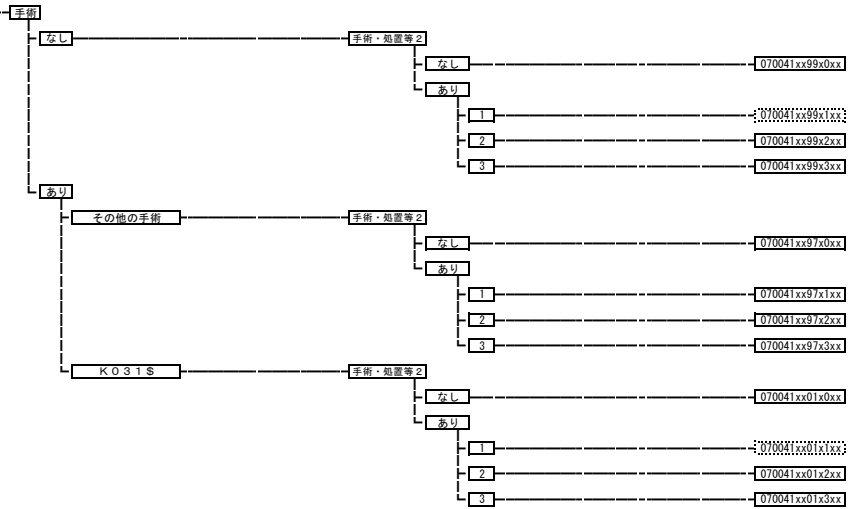 手術
なし 手術・処置等2
なし 070041xx99x0xx
あり
1 070041xx99x1xx
2 070041xx99x2xx
3 070041xx99x3xx
あり
その他の手術 手術・処置等2
なし 070041xx97x0xx
あり
1 070041xx97x1xx
2 070041xx97x2xx
3 070041xx97x3xx
K031$ 手術・処置等2
なし 070041xx01x0xx
あり
1 070041xx01x1xx
2 070041xx01x2xx
3 070041xx01x3xx